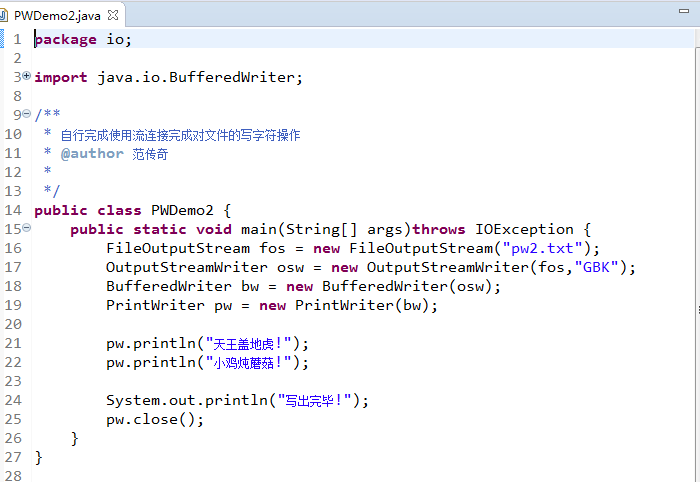 PWDemo2.java
1 package io;
2
3 import java.io.BufferedWriter;
8
9 /**
10  * 自行完成使用流连接完成对文件的写字符操作
11  * @author 范传奇
12  *
13  */
14 public class PWDemo2 {
15     public static void main(String[] args)throws IOException {
16         FileOutputStream fos = new FileOutputStream("pw2.txt");
17         OutputStreamWriter osw = new OutputStreamWriter(fos,"GBK");
18         BufferedWriter bw = new BufferedWriter(osw);
19         PrintWriter pw = new PrintWriter(bw);
20
21         pw.println("天王盖地虎!");
22         pw.println("小鸡炖蘑菇!");
23
24         System.out.println("写出完毕!");
25         pw.close();
26     }
27 }
28